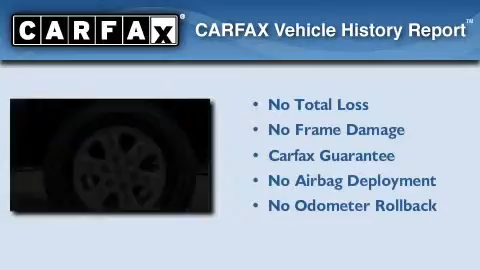 CARFAX®
CARFAX Vehicle History Report™
• No Total Loss
• No Frame Damage
• Carfax Guarantee
• No Airbag Deployment
• No Odometer Rollback